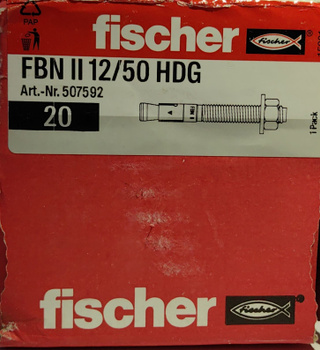 PAP
fischer
fischer
FBN II 12/50 HDG
Art.-Nr. 507592
20
1 Pack
fischer
fischer